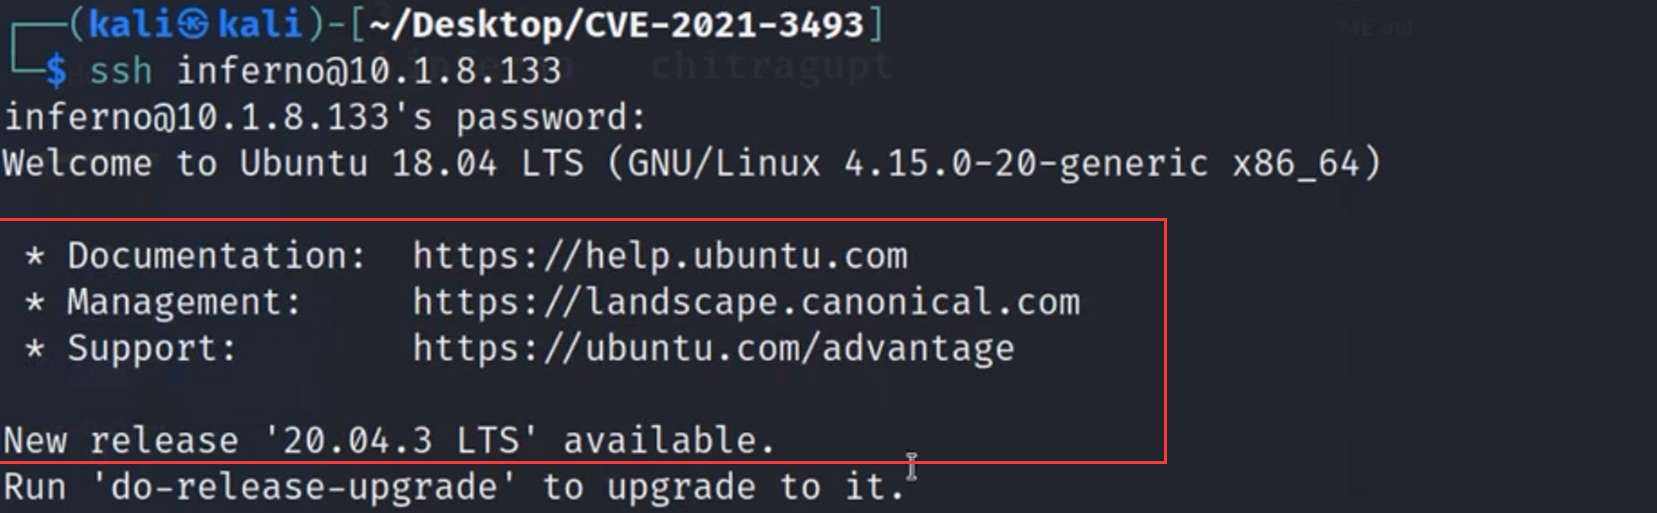 ┌──(kali㉿kali)-[~/Desktop/CVE-2021-3493]
└─$ ssh inferno@10.1.8.133
chitragupt
inferno@10.1.8.133's password:
Welcome to Ubuntu 18.04 LTS (GNU/Linux 4.15.0-20-generic x86_64)
* Documentation: https://help.ubuntu.com
* Management: https://landscape.canonical.com
* Support: https://ubuntu.com/advantage
New release '20.04.3 LTS' available.
Run 'do-release-upgrade' to upgrade to it.